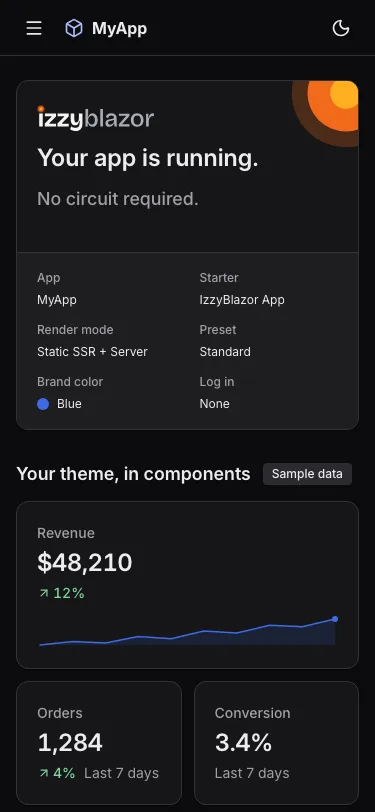 MyApp
izzyblazor
Your app is running.
No circuit required.
App
MyApp
Starter
IzzyBlazor App
Render mode
Static SSR + Server
Preset
Standard
Brand color
Blue
Log in
None
Your theme, in components
Sample data
Revenue
$48,210
12%
Orders
1,284
4% Last 7 days
Conversion
3.4%
Last 7 days